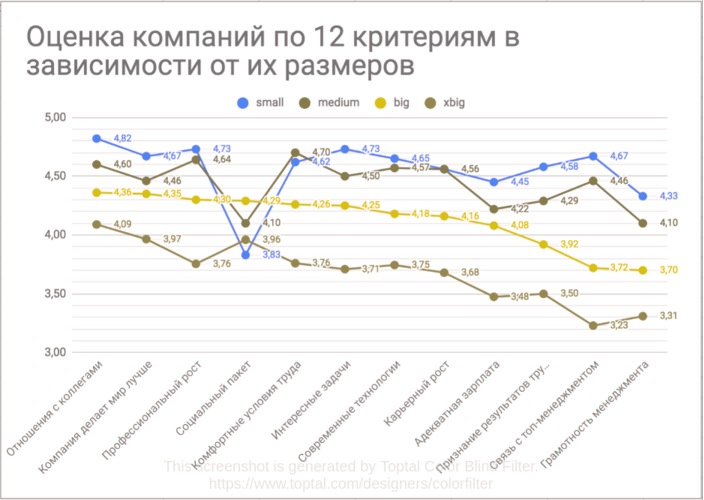 Оценка компаний по 12 критериям в
зависимости от их размеров
small medium big xbig
5,00
4,50
4,00
3,50
3,00
4,82 4,67 4,73 3,83 4,62 4,73 4,65 4,56 4,45 4,58 4,67 4,33
4,60 4,46 4,64 4,10 4,70 4,50 4,57 4,56 4,22 4,29 4,46 4,10
4,36 4,35 4,30 4,29 4,26 4,25 4,18 4,16 4,08 3,92 3,72 3,70
4,09 3,97 3,76 3,96 3,76 3,71 3,75 3,68 3,48 3,50 3,23 3,31
Отношения с коллегами
Компания делает мир лучше
Профессиональный рост
Социальный пакет
Комфортные условия труда
Интересные задачи
Современные технологии
Карьерный рост
Адекватная зарплата
Признание результатов тру...
Связь с топ-менеджментом
Грамотность менеджмента
This screenshot is generated by Toptal Color Blind Filter.
https://www.toptal.com/designers/colorfilter